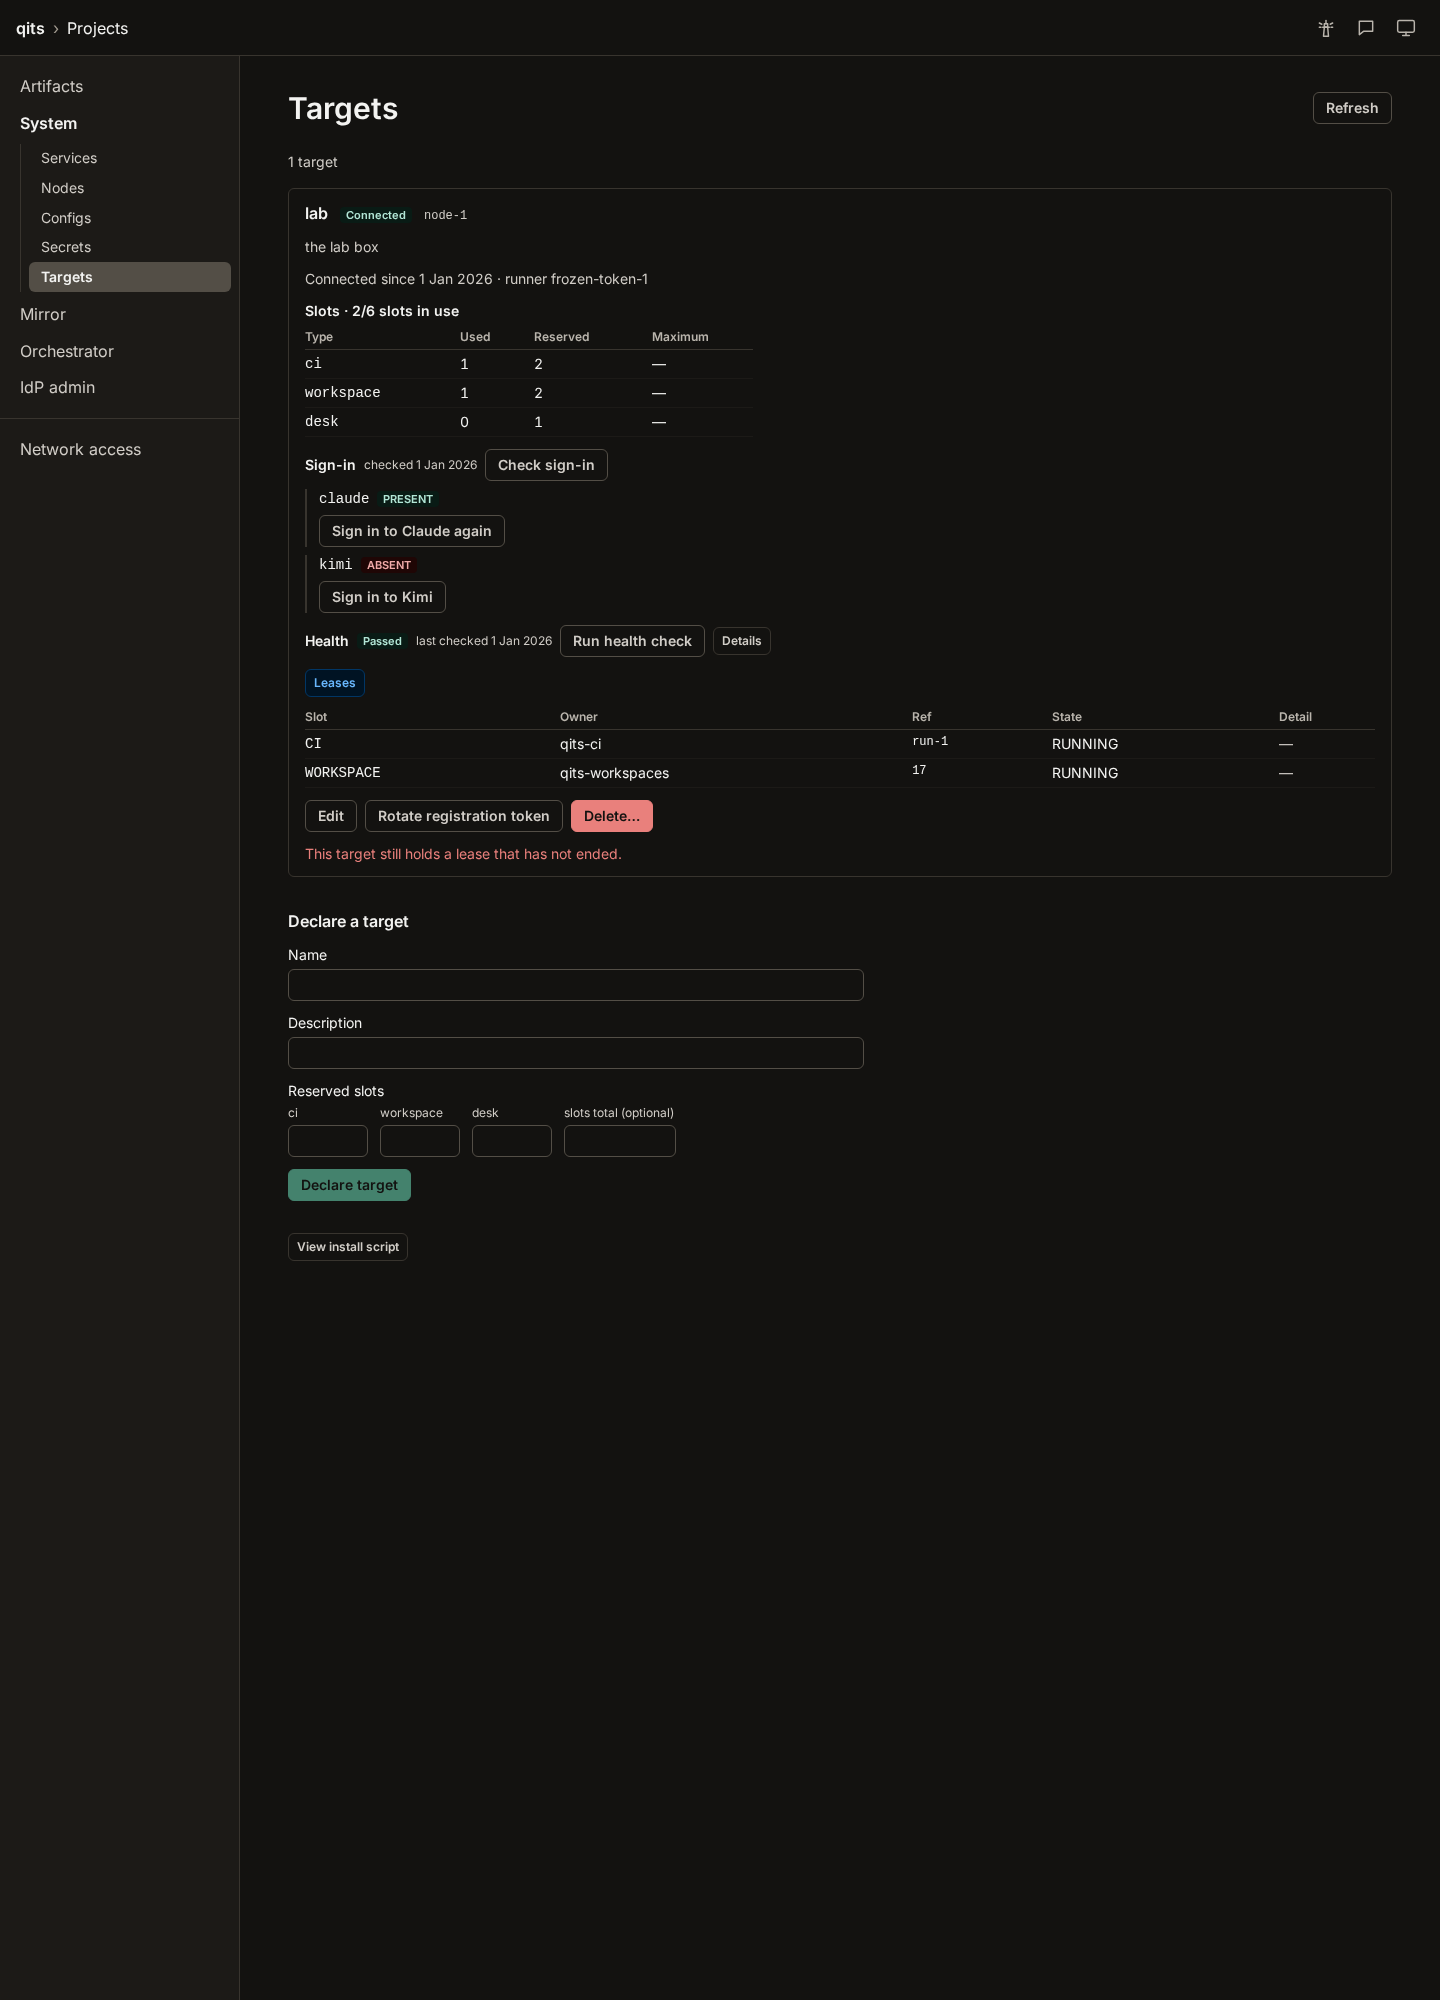 qits › Projects
Artifacts
System
Services
Nodes
Configs
Secrets
Targets
Mirror
Orchestrator
IdP admin
Network access
Targets
Refresh
1 target
lab Connected node-1
the lab box
Connected since 1 Jan 2026 · runner frozen-token-1
Slots · 2/6 slots in use
Type Used Reserved Maximum
ci 1 2 —
workspace 1 2 —
desk 0 1 —
Sign-in checked 1 Jan 2026 Check sign-in
claude PRESENT
Sign in to Claude again
kimi ABSENT
Sign in to Kimi
Health Passed last checked 1 Jan 2026 Run health check Details
Leases
Slot Owner Ref State Detail
CI qits-ci run-1 RUNNING —
WORKSPACE qits-workspaces 17 RUNNING —
Edit Rotate registration token Delete…
This target still holds a lease that has not ended.
Declare a target
Name
Description
Reserved slots
ci workspace desk slots total (optional)
Declare target
View install script